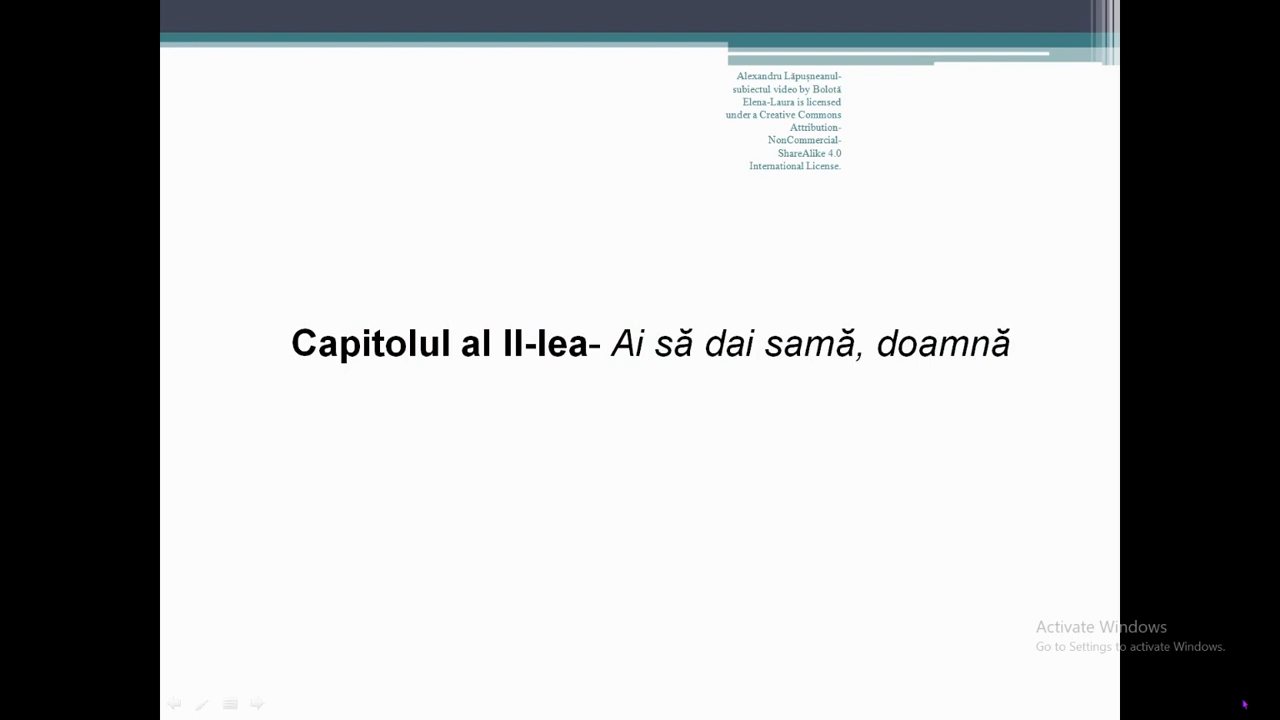 Alexandru Lăpușneanul-
subiectul video by Bolotă
Elena-Laura is licensed
under a Creative Commons
Attribution-
NonCommercial-
ShareAlike 4.0
International License.
Capitolul al II-lea- Ai să dai samă, doamnă
Activate Windows
Go to Settings to activate Windows.